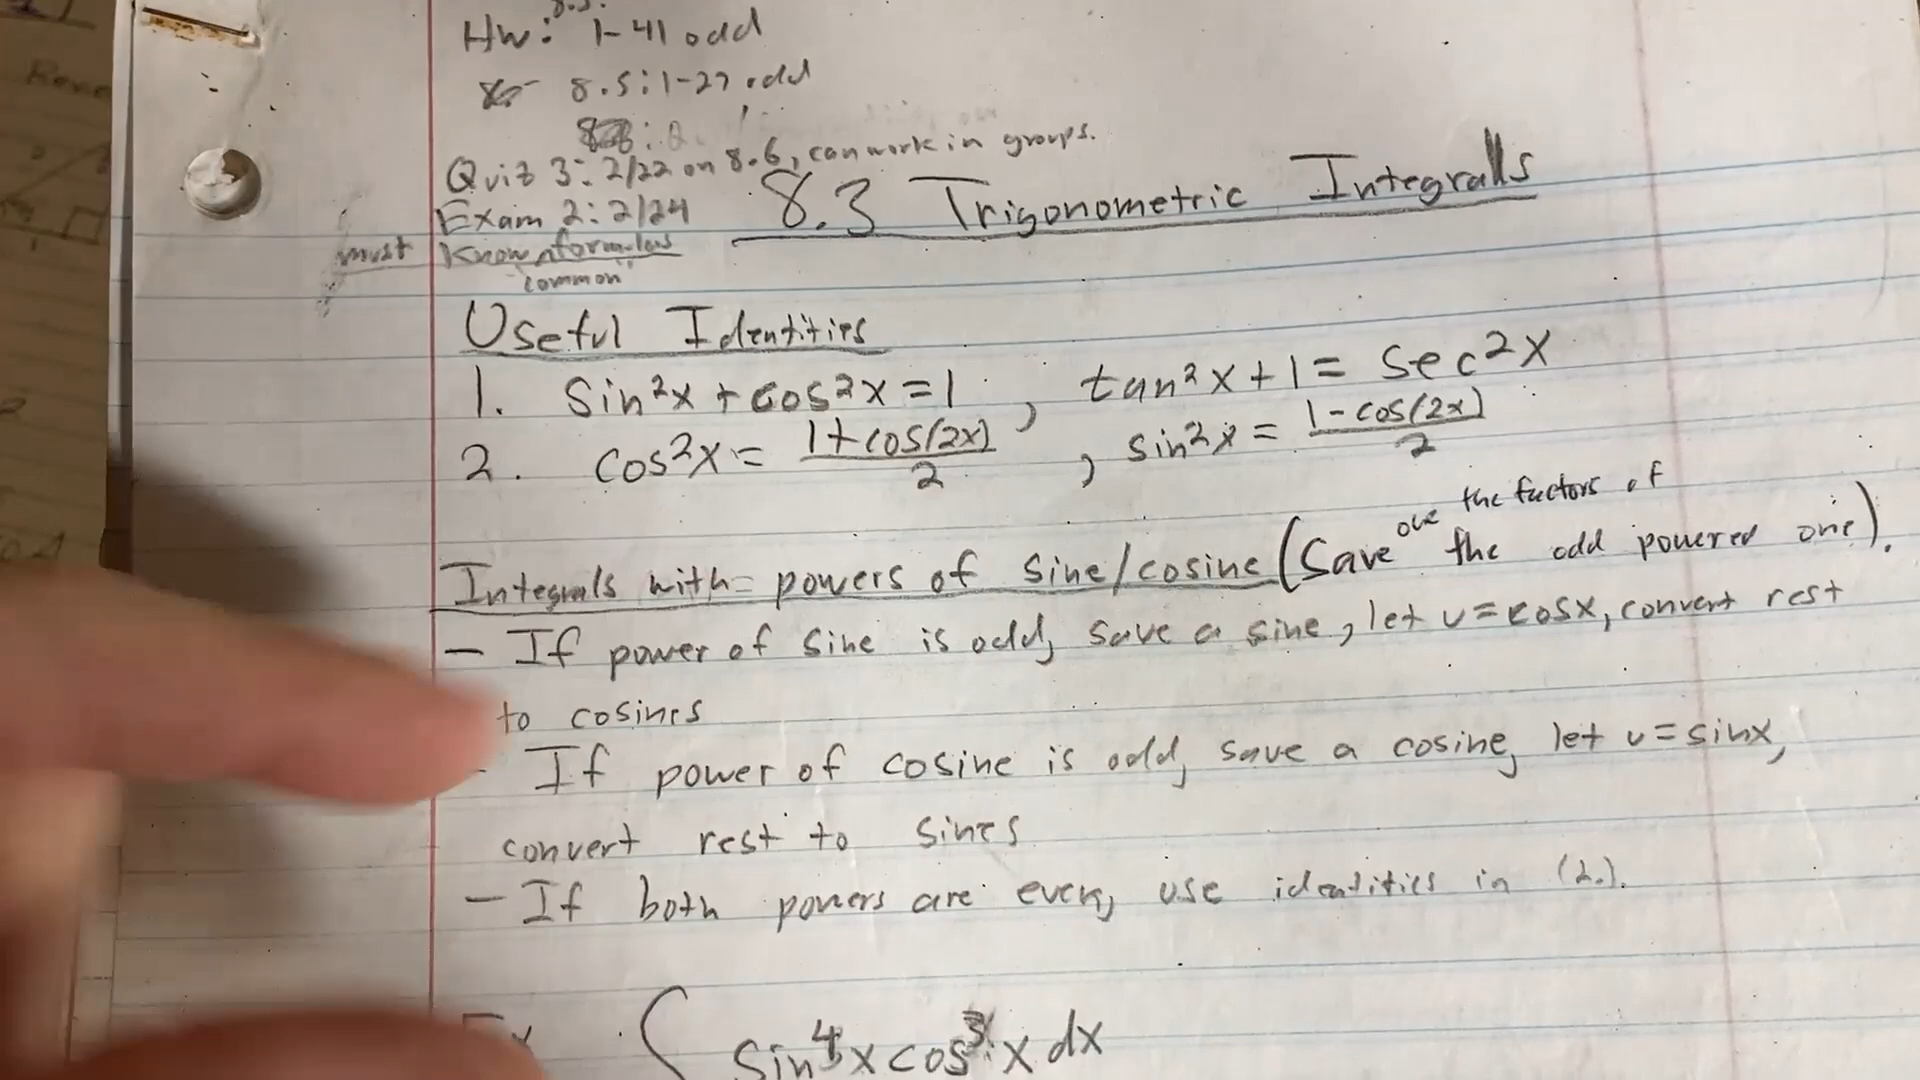 Hw: 1-41 odd
8.5: 1-27 odd
Quiz 3: 2/22 on 8.6, can work in groups.
Exam 2: 2/24
must know formulas
"common"
8.3 Trigonometric Integrals
Useful Identities
1. Sin²x + cos²x = 1, tan²x + 1 = sec²x
2. cos²x = (1 + cos(2x))/2, sin²x = (1 - cos(2x))/2
Integrals with powers of sine/cosine (Save one the factors of the odd powered one).
- If power of sine is odd, save a sine, let u = cosx, convert rest
to cosines
- If power of cosine is odd, save a cosine, let u = sinx,
convert rest to sines
- If both powers are even, use identities in (2.).
Ex ∫ sin⁴x cos³x dx